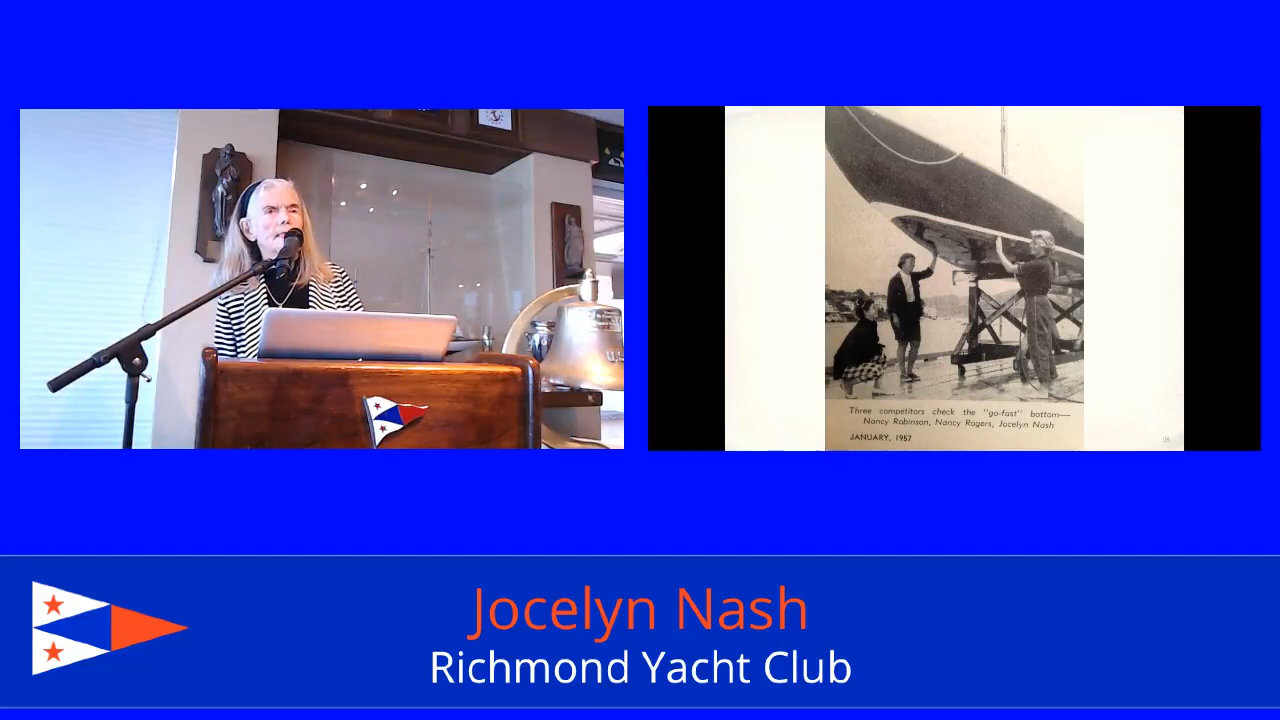 Three competitors check the "go-fast" bottom—
Nancy Robinson, Nancy Rogers, Jocelyn Nash
JANUARY, 1957
Jocelyn Nash
Richmond Yacht Club